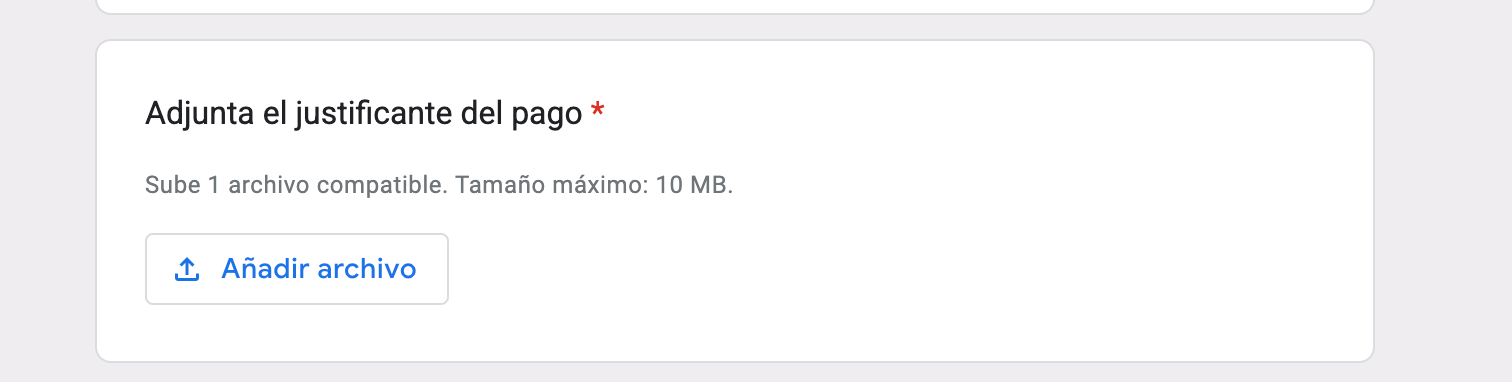 Adjunta el justificante del pago *
Sube 1 archivo compatible. Tamaño máximo: 10 MB.
Añadir archivo